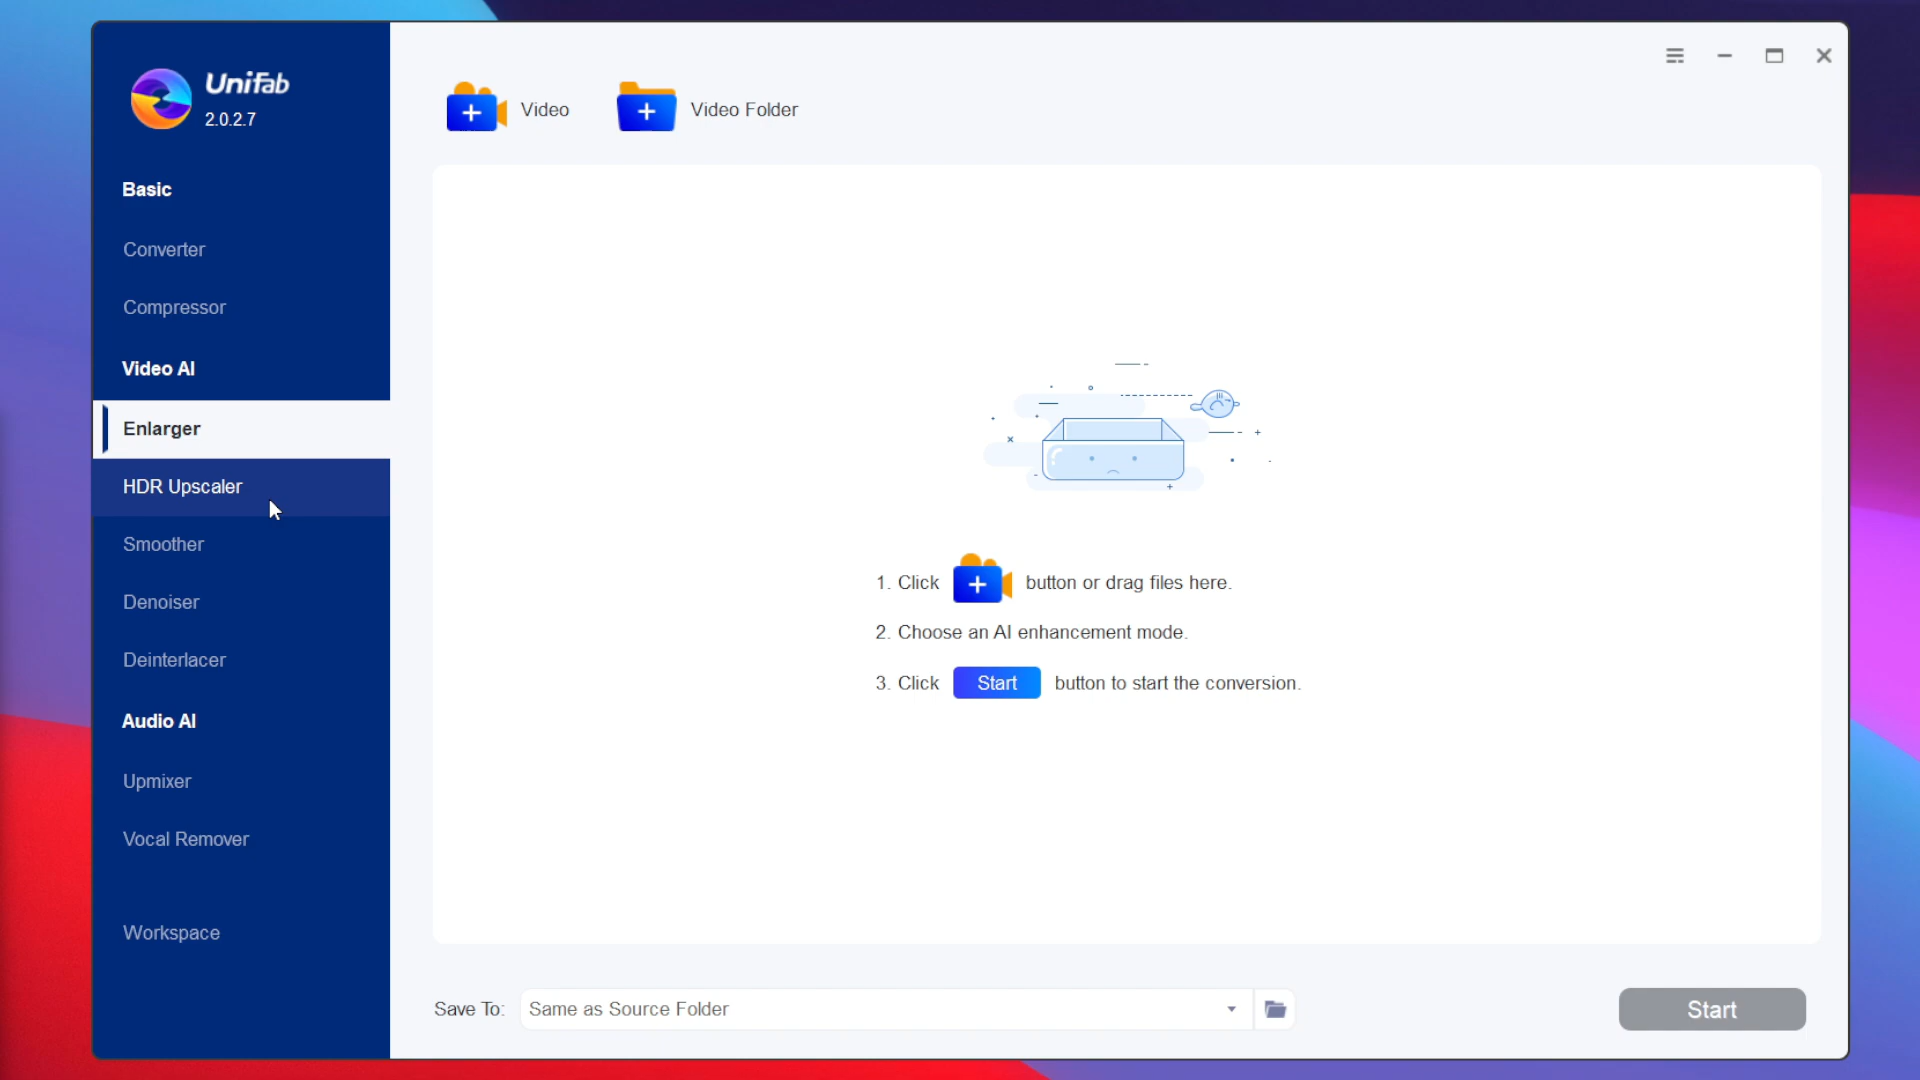 UniFab
2.0.2.7
Basic
Converter
Compressor
Video AI
Enlarger
HDR Upscaler
Smoother
Denoiser
Deinterlacer
Audio AI
Upmixer
Vocal Remover
Workspace
Video
Video Folder
1. Click button or drag files here.
2. Choose an AI enhancement mode.
3. Click Start button to start the conversion.
Save To: Same as Source Folder
Start